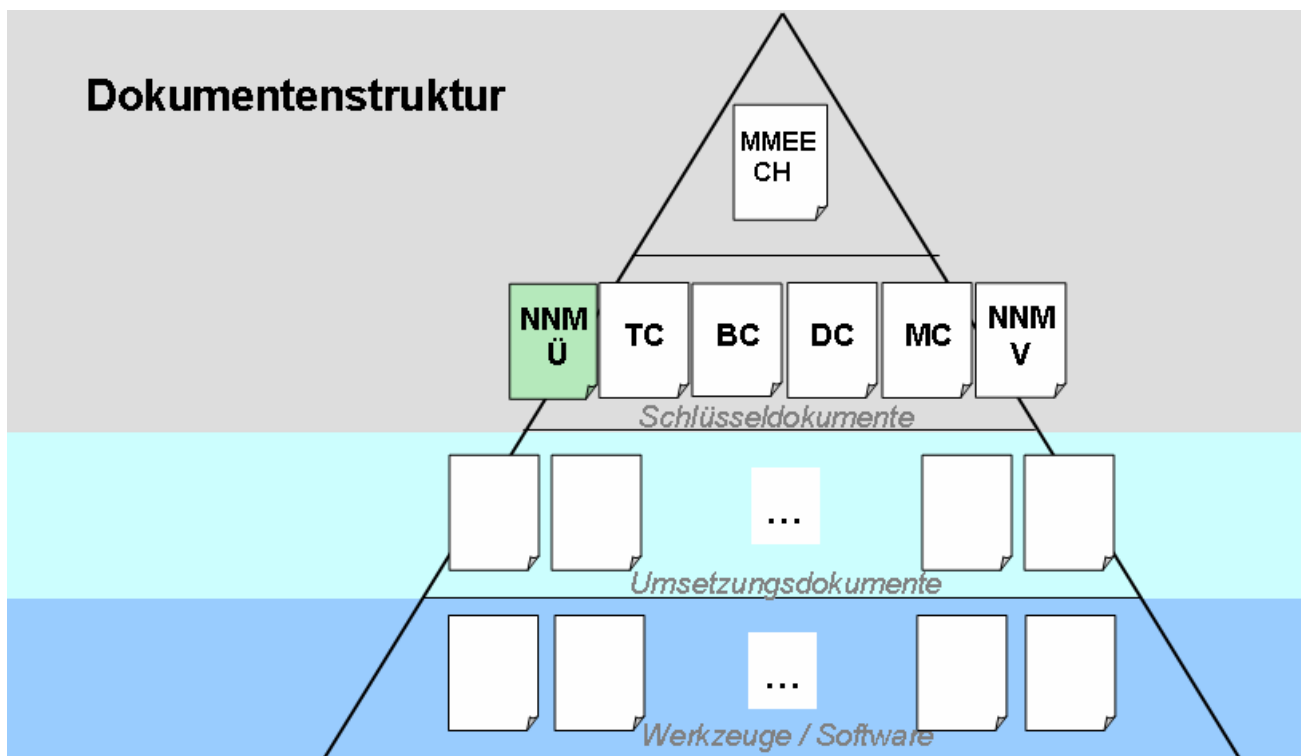 Dokumentenstruktur
MMEE
CH
NNM
Ü
TC
BC
DC
MC
NNM
V
Schlüsseldokumente
...
Umsetzungsdokumente
...
Werkzeuge / Software